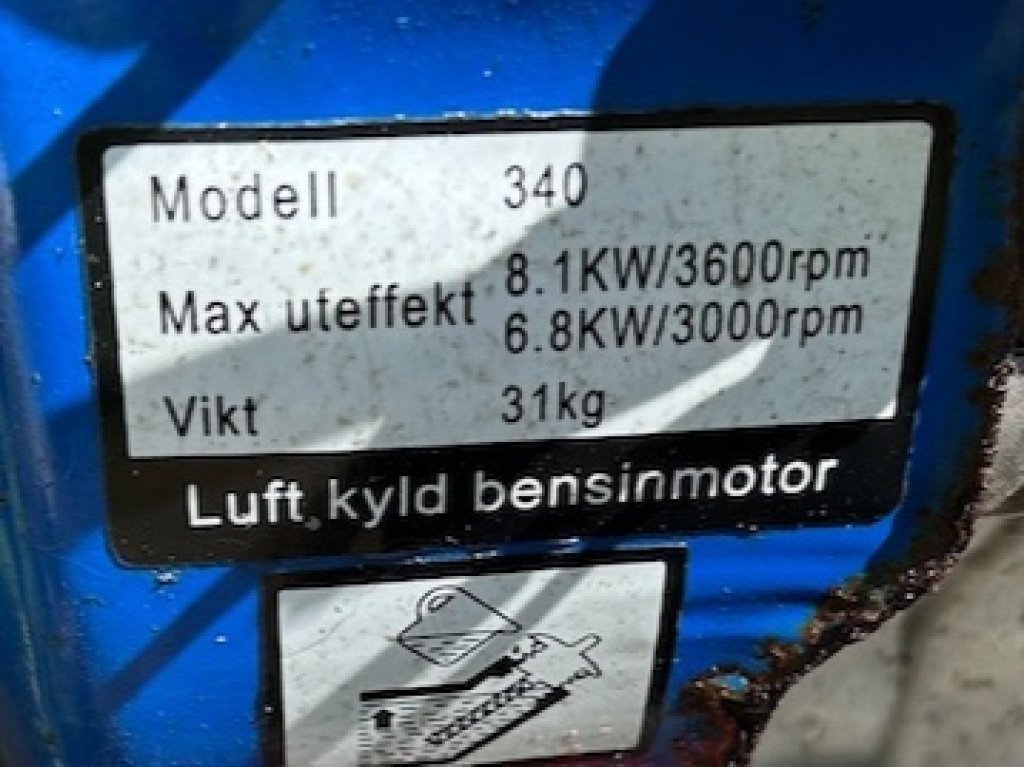 Modell 340
Max uteffekt 8.1KW/3600rpm
6.8KW/3000rpm
Vikt 31kg
Luft kyld bensinmotor